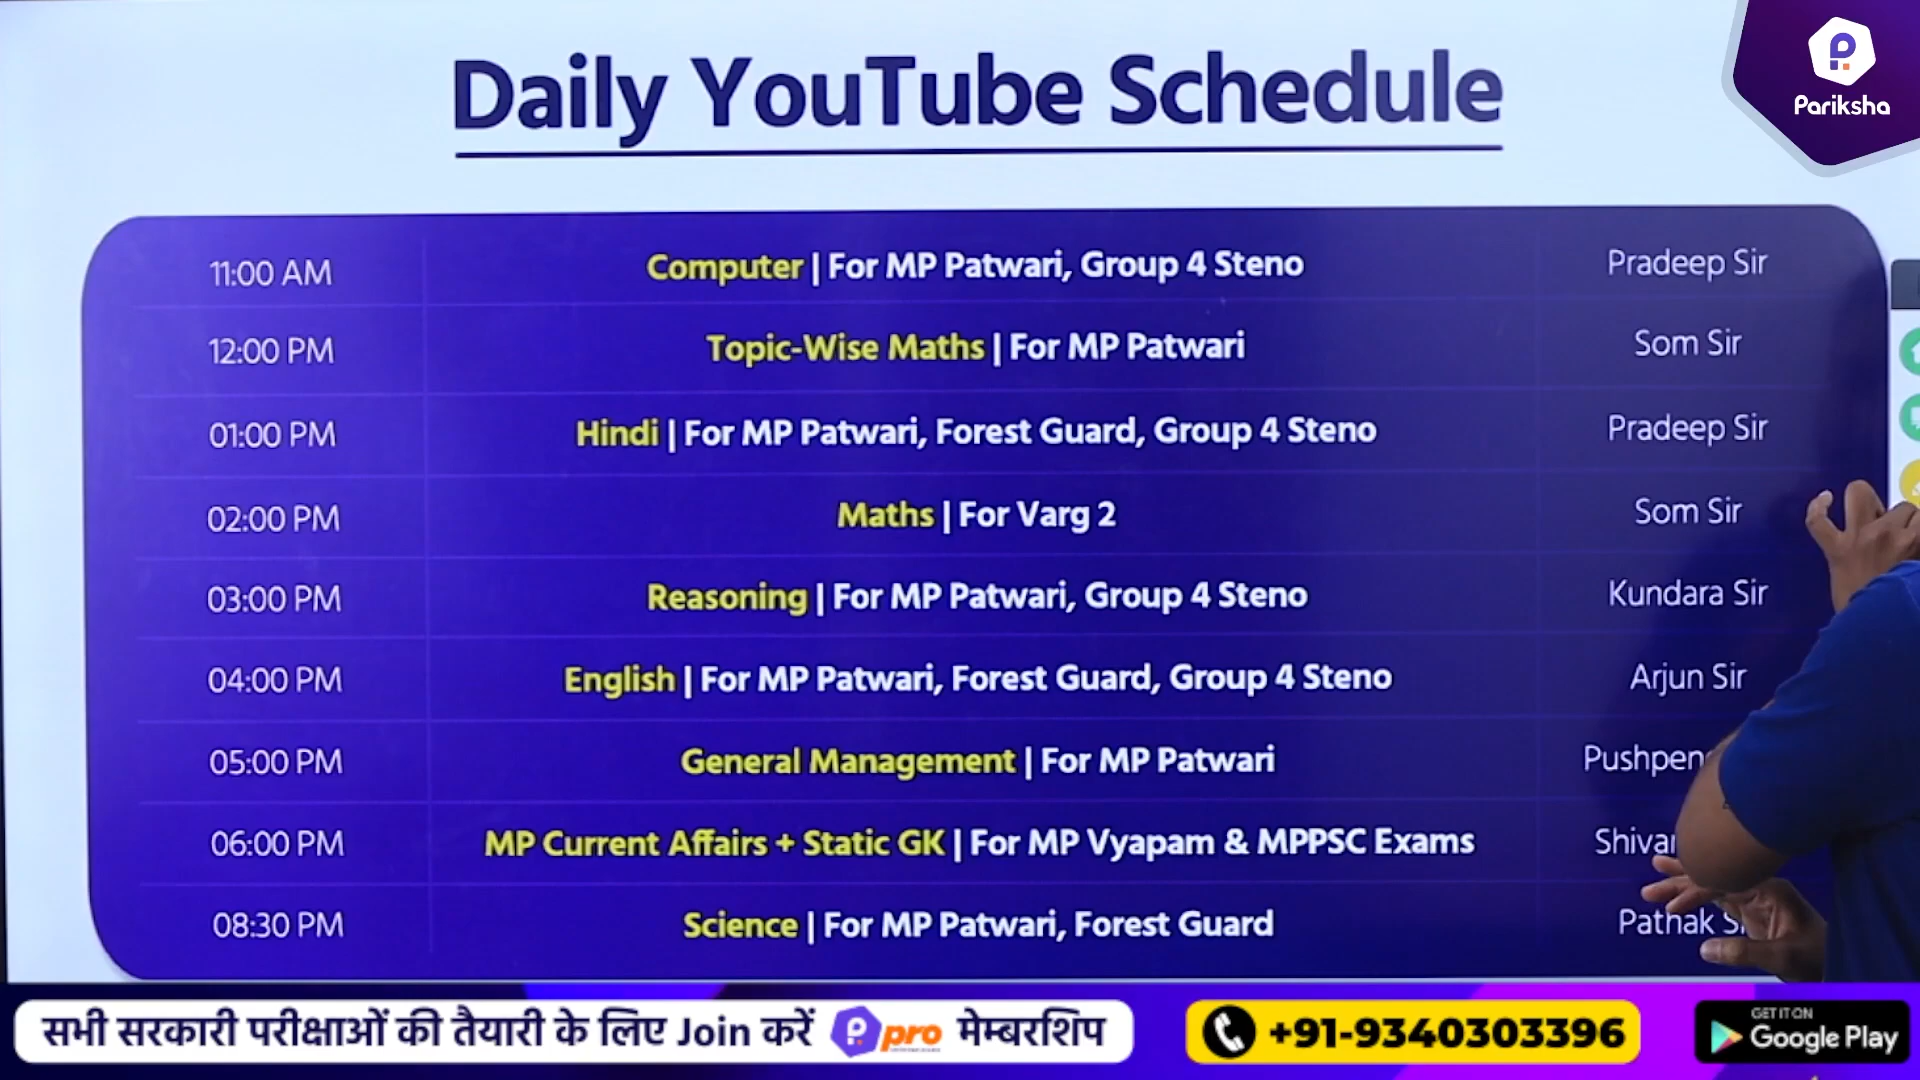 Daily YouTube Schedule
Pariksha
11:00 AM Computer | For MP Patwari, Group 4 Steno Pradeep Sir
12:00 PM Topic-Wise Maths | For MP Patwari Som Sir
01:00 PM Hindi | For MP Patwari, Forest Guard, Group 4 Steno Pradeep Sir
02:00 PM Maths | For Varg 2 Som Sir
03:00 PM Reasoning | For MP Patwari, Group 4 Steno Kundara Sir
04:00 PM English | For MP Patwari, Forest Guard, Group 4 Steno Arjun Sir
05:00 PM General Management | For MP Patwari
06:00 PM MP Current Affairs + Static GK | For MP Vyapam & MPPSC Exams
08:30 PM Science | For MP Patwari, Forest Guard Pathak
सभी सरकारी परीक्षाओं की तैयारी के लिए Join करें pro मेम्बरशिप
+91-9340303396
GET IT ON
Google Play